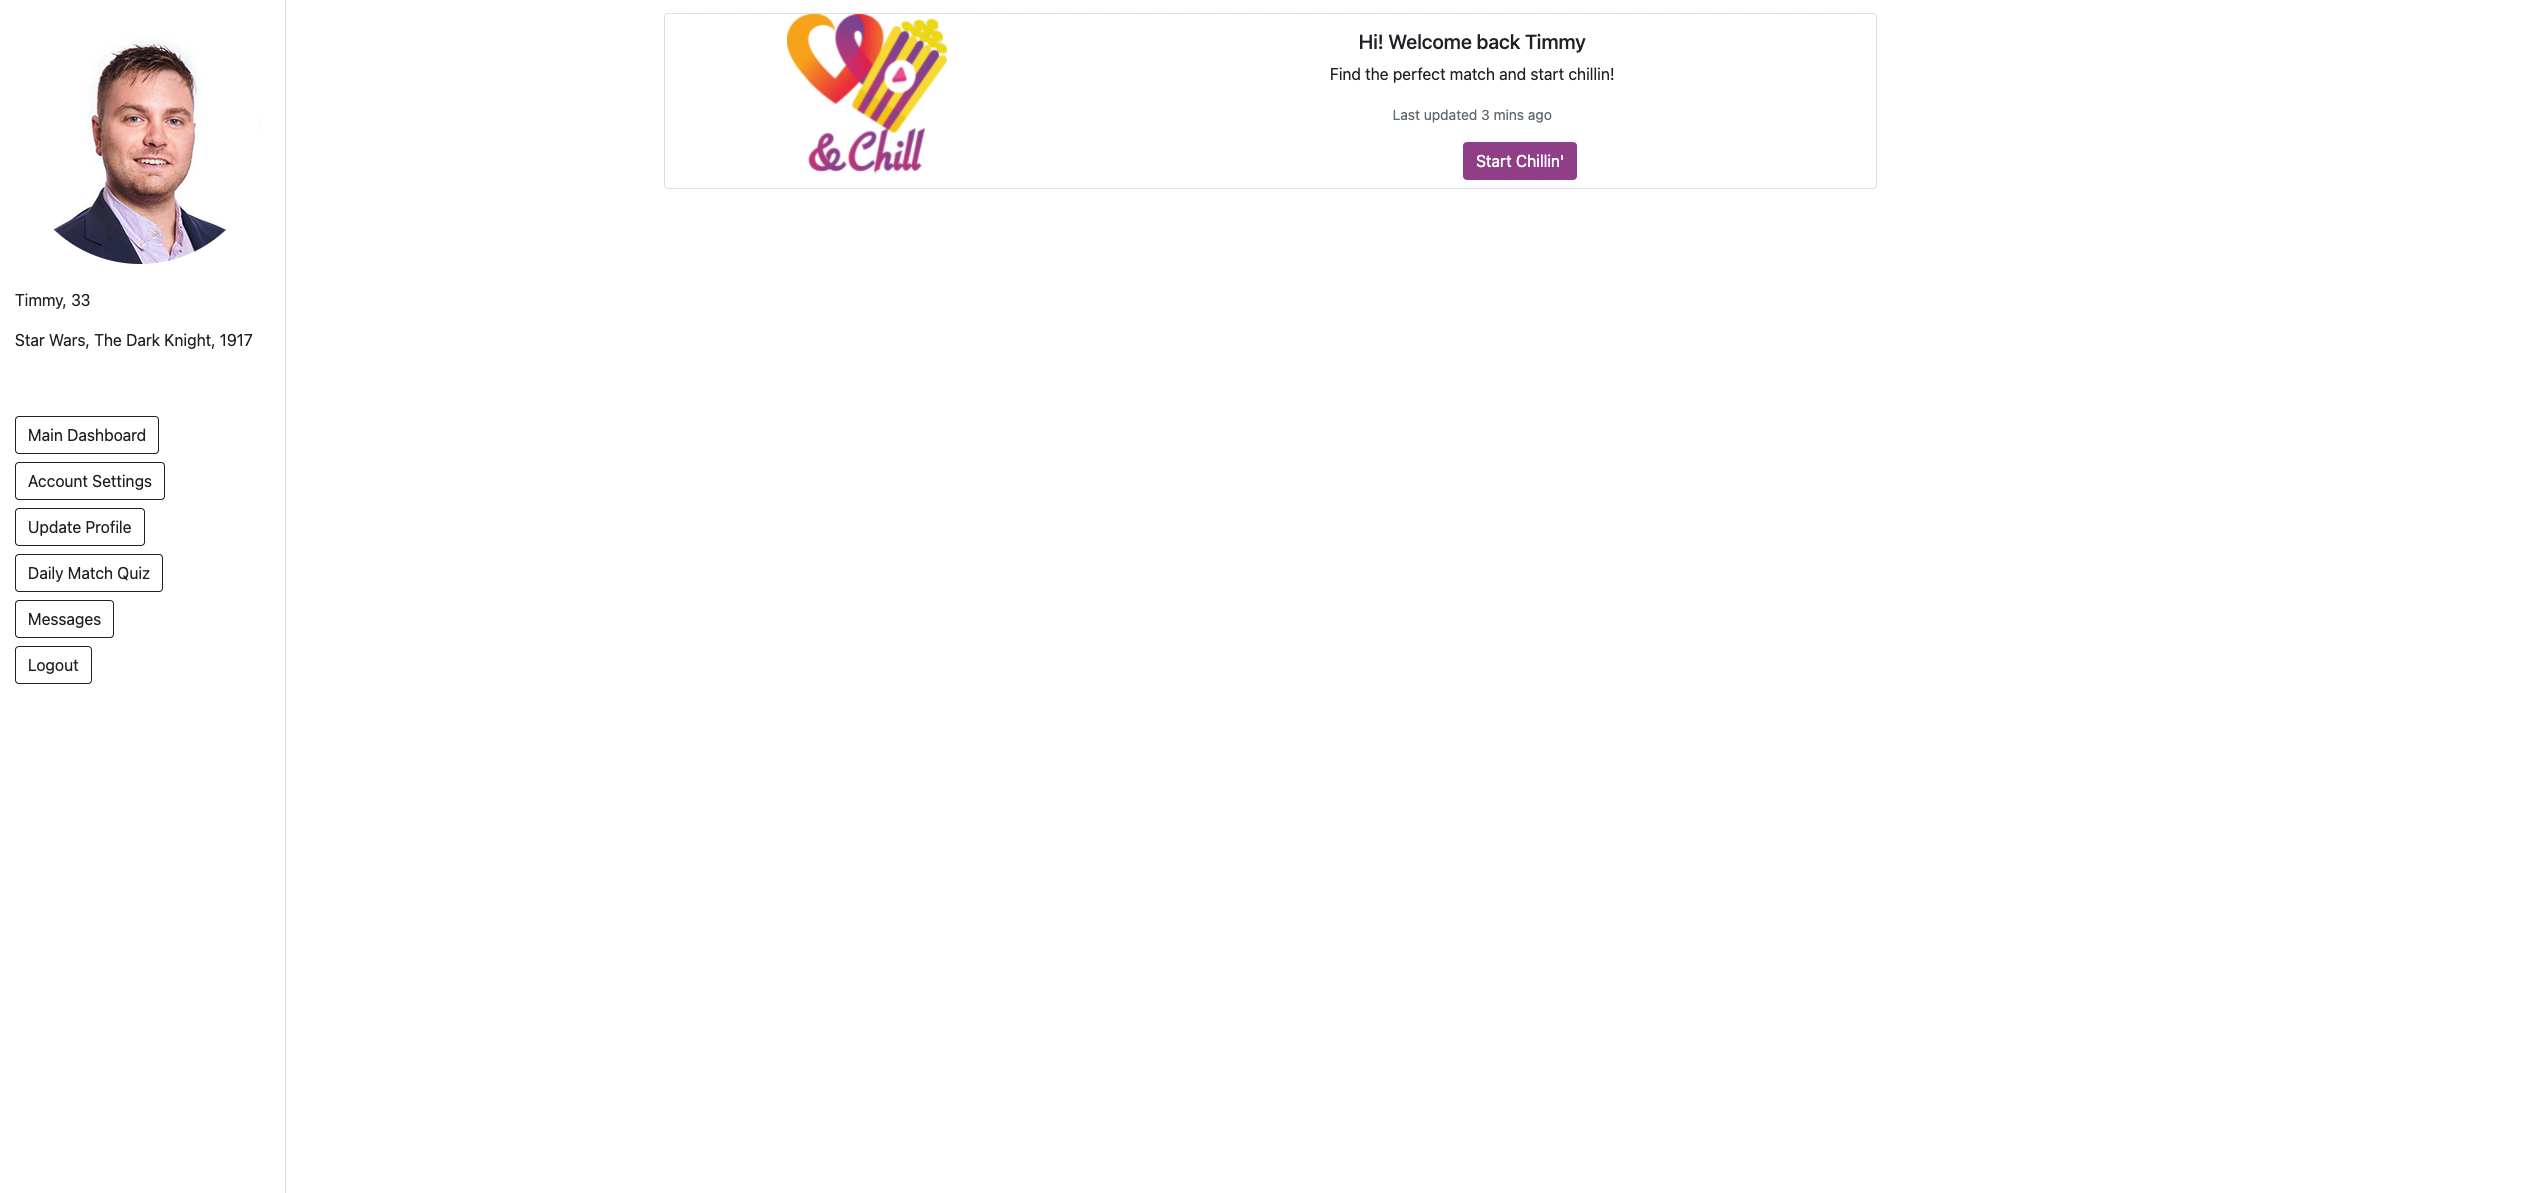 Timmy, 33
Star Wars, The Dark Knight, 1917
Main Dashboard
Account Settings
Update Profile
Daily Match Quiz
Messages
Logout
& Chill
Hi! Welcome back Timmy
Find the perfect match and start chillin!
Last updated 3 mins ago
Start Chillin'